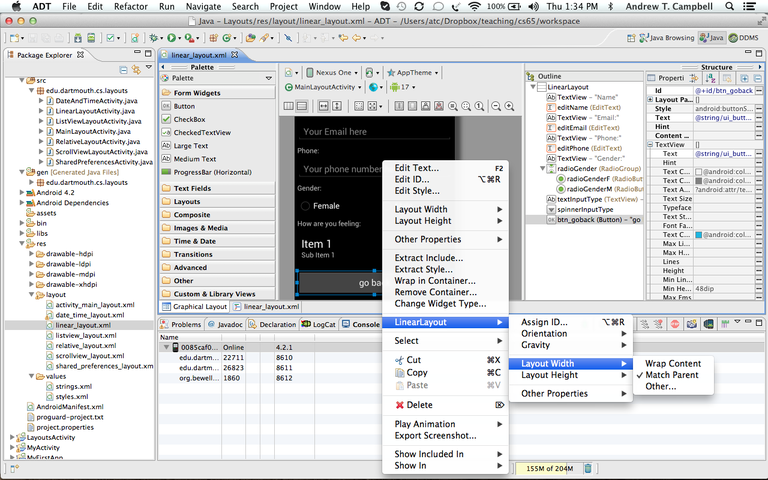 ADT File Edit Refactor Run Navigate Search Project Window Help (100%) Thu 1:34 PM Andrew T. Campbell
Java – Layouts/res/layout/linear_layout.xml – ADT – /Users/atc/Dropbox/teaching/cs65/workspace
Java Browsing Java DDMS
Package Explorer
src
edu.dartmouth.cs.layouts
DateAndTimeActivity.java
LinearLayoutActivity.java
ListViewLayoutActivity.java
MainLayoutActivity.java
RelativeLayoutActivity.java
ScrollViewLayoutActivity.java
SharedPreferencesActivity.java
gen [Generated Java Files]
edu.dartmouth.cs.layouts
Android 4.2
Android Dependencies
assets
bin
libs
res
drawable-hdpi
drawable-ldpi
drawable-mdpi
drawable-xhdpi
layout
activity_main_layout.xml
date_time_layout.xml
linear_layout.xml
listview_layout.xml
relative_layout.xml
scrollview_layout.xml
shared_preferences_layout.xml
values
strings.xml
styles.xml
AndroidManifest.xml
proguard-project.txt
project.properties
LayoutsActivity
MyActivity
MyFirstApp
linear_layout.xml
Palette
Palette
Form Widgets
Button
CheckBox
CheckedTextView
Large Text
Medium Text
ProgressBar (Horizontal)
Text Fields
Layouts
Composite
Images & Media
Time & Date
Transitions
Advanced
Other
Custom & Library Views
Graphical Layout linear_layout.xml
Nexus One AppTheme
MainLayoutActivity 17
Your Email here
Phone:
Your phone number
Gender:
Female
How are you feeling:
Item 1
Sub Item 1
go ba
Edit Text... F2
Edit ID... ⌥⌘R
Edit Style...
Layout Width
Layout Height
Other Properties
Extract Include...
Extract Style...
Wrap in Container...
Remove Container...
Change Widget Type...
LinearLayout
Select
Cut ⌘X
Copy ⌘C
Paste ⌘V
Delete
Play Animation
Export Screenshot...
Show Included In
Show In
Assign ID... ⌥⌘R
Orientation
Gravity
Layout Width
Layout Height
Other Properties
Wrap Content
Match Parent
Other...
Outline
LinearLayout
TextView – "Name"
editName (EditText)
TextView – "Email:"
editEmail (EditText)
TextView – "Phone:"
editPhone (EditText)
TextView – "Gender:"
radioGender (RadioGroup)
radioGenderF (RadioBut
radioGenderM (RadioBut
textInputType (TextView) –
spinnerInputType
btn_goback (Button) – "go
Structure
Properti
Id @+id/btn_goback
Layout Pa... []
Style android:buttonS
Hint
Content ...
TextView []
Text @string/ui_butt
Hint
Text C... @android:col
Text C... @android:col
Text A... ?android:attr/te
Text Size
Typeface
Text St...
Font Fa...
Text C... @android:colo
Max Lin...
Max H...
Lines
Height
Min Lin...
Min Hei... 48dip
Max Ems
Problems Javadoc Declaration LogCat Console
Name
0085caf0 Online 4.2.1
edu.dartm 22711 8610
edu.dartm 26823 8611
org.bewell 1860 8612
155M of 204M